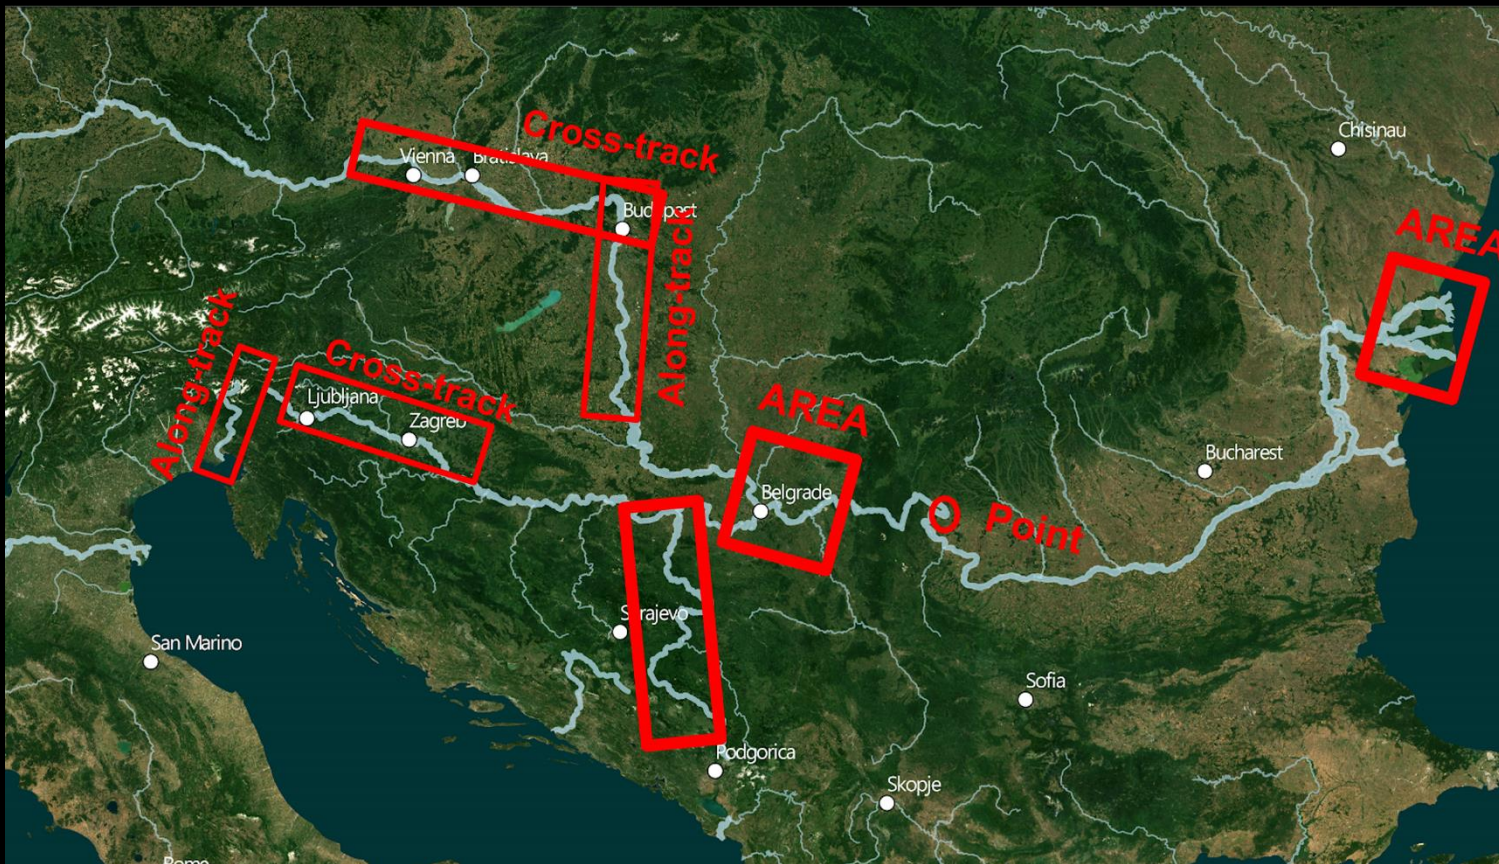 Cross-track
Chisinau
Vienna
Bratislava
Budapest
AREA
Along-track
Along-track
Cross-track
Ljubljana
Zagreb
AREA
Bucharest
Belgrade
Point
Sarajevo
San Marino
Sofia
Podgorica
Skopje
Rome